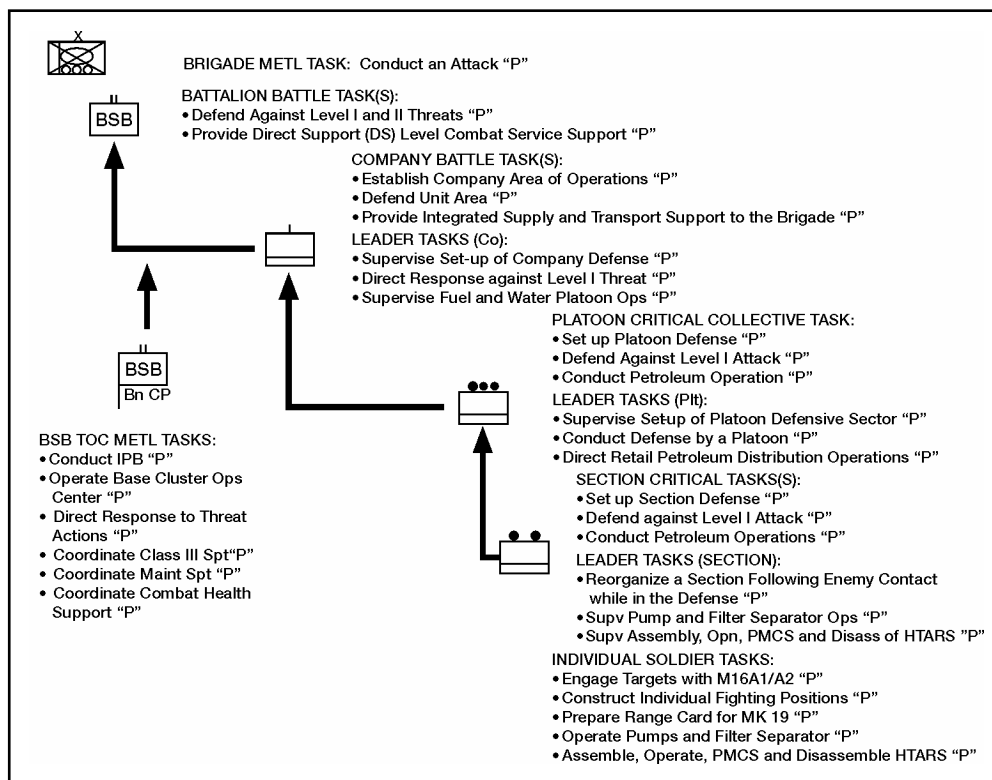 X
BRIGADE METL TASK: Conduct an Attack “P”
II
BSB
BATTALION BATTLE TASK(S):
•Defend Against Level I and II Threats “P”
•Provide Direct Support (DS) Level Combat Service Support “P”
COMPANY BATTLE TASK(S):
•Establish Company Area of Operations “P”
•Defend Unit Area “P”
•Provide Integrated Supply and Transport Support to the Brigade “P”
I
LEADER TASKS (Co):
•Supervise Set-up of Company Defense “P”
•Direct Response against Level I Threat “P”
•Supervise Fuel and Water Platoon Ops “P”
II
BSB
Bn CP
PLATOON CRITICAL COLLECTIVE TASK:
•Set up Platoon Defense “P”
•Defend Against Level I Attack “P”
•Conduct Petroleum Operation “P”
LEADER TASKS (Plt):
•Supervise Set-up of Platoon Defensive Sector “P”
•Conduct Defense by a Platoon “P”
•Direct Retail Petroleum Distribution Operations “P”
BSB TOC METL TASKS:
•Conduct IPB “P”
•Operate Base Cluster Ops
Center “P”
• Direct Response to Threat
Actions “P”
• Coordinate Class III Spt“P”
• Coordinate Maint Spt “P”
• Coordinate Combat Health
Support “P”
SECTION CRITICAL TASKS(S):
•Set up Section Defense “P”
•Defend against Level I Attack “P”
•Conduct Petroleum Operations “P”
LEADER TASKS (SECTION):
•Reorganize a Section Following Enemy Contact
while in the Defense “P”
•Supv Pump and Filter Separator Ops “P”
•Supv Assembly, Opn, PMCS and Disass of HTARS “P”
INDIVIDUAL SOLDIER TASKS:
•Engage Targets with M16A1/A2 “P”
•Construct Individual Fighting Positions “P”
•Prepare Range Card for MK 19 “P”
•Operate Pumps and Filter Separator “P”
•Assemble, Operate, PMCS and Disassemble HTARS “P”